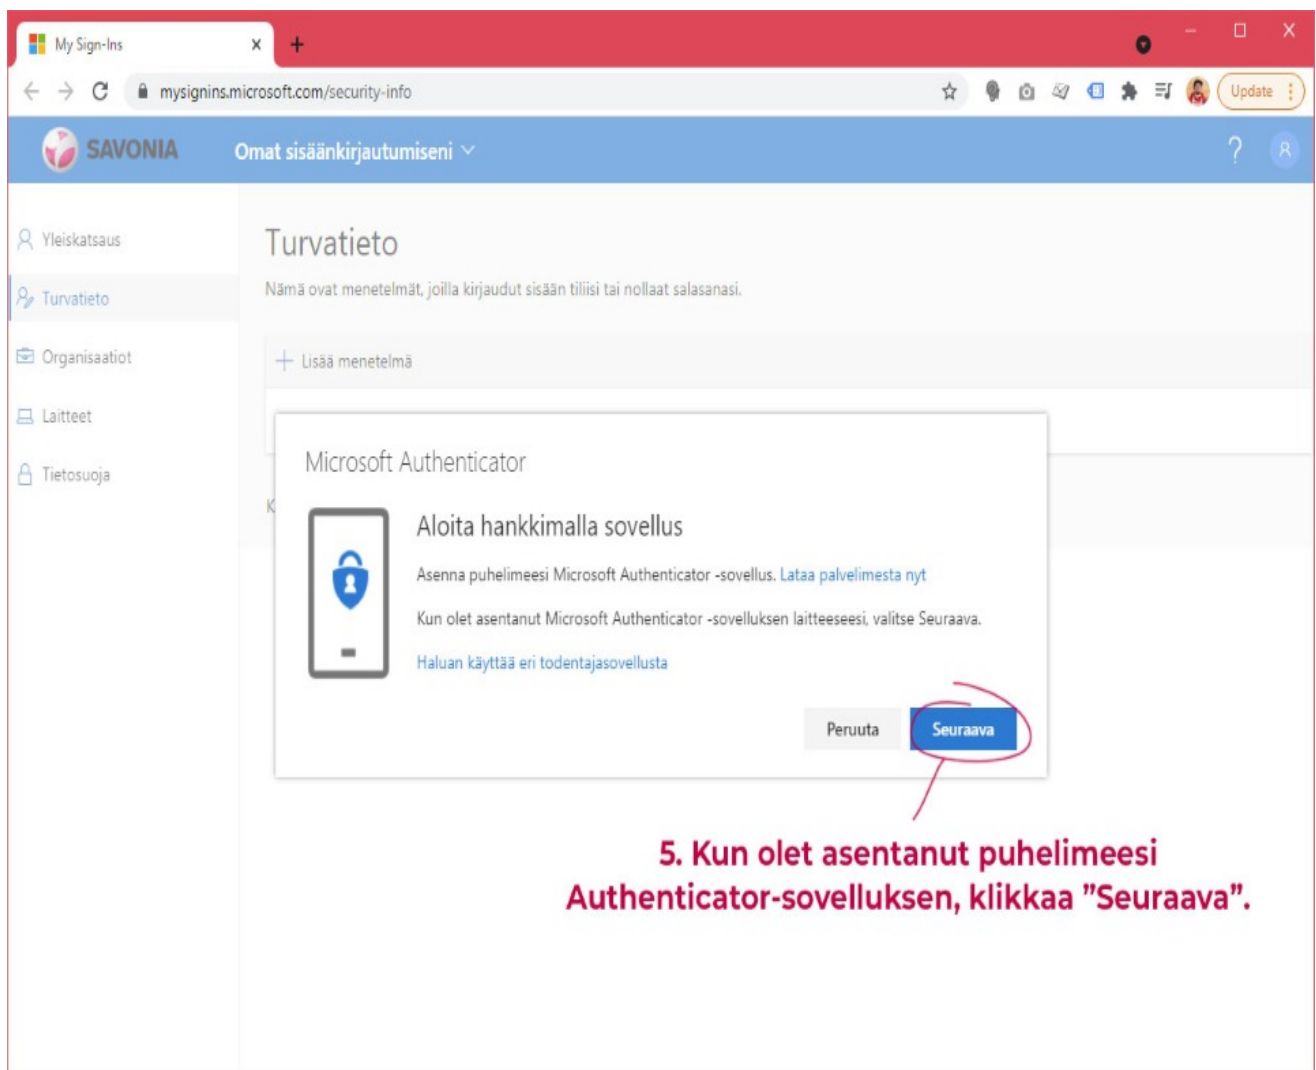 My Sign-Ins
mysignins.microsoft.com/security-info
Update
SAVONIA
Omat sisäänkirjautumiseni
?
R
Yleiskatsaus
Turvatieto
Organisaatiot
Laitteet
Tietosuoja
Turvatieto
Nämä ovat menetelmät, joilla kirjaudut sisään tiliisi tai nollaat salasanasi.
+ Lisää menetelmä
K
Microsoft Authenticator
Aloita hankkimalla sovellus
Asenna puhelimeesi Microsoft Authenticator -sovellus. Lataa palvelimesta nyt
Kun olet asentanut Microsoft Authenticator -sovelluksen laitteeseesi, valitse Seuraava.
Haluan käyttää eri todentajasovellusta
Peruuta
Seuraava
5. Kun olet asentanut puhelimeesi
Authenticator-sovelluksen, klikkaa ”Seuraava”.